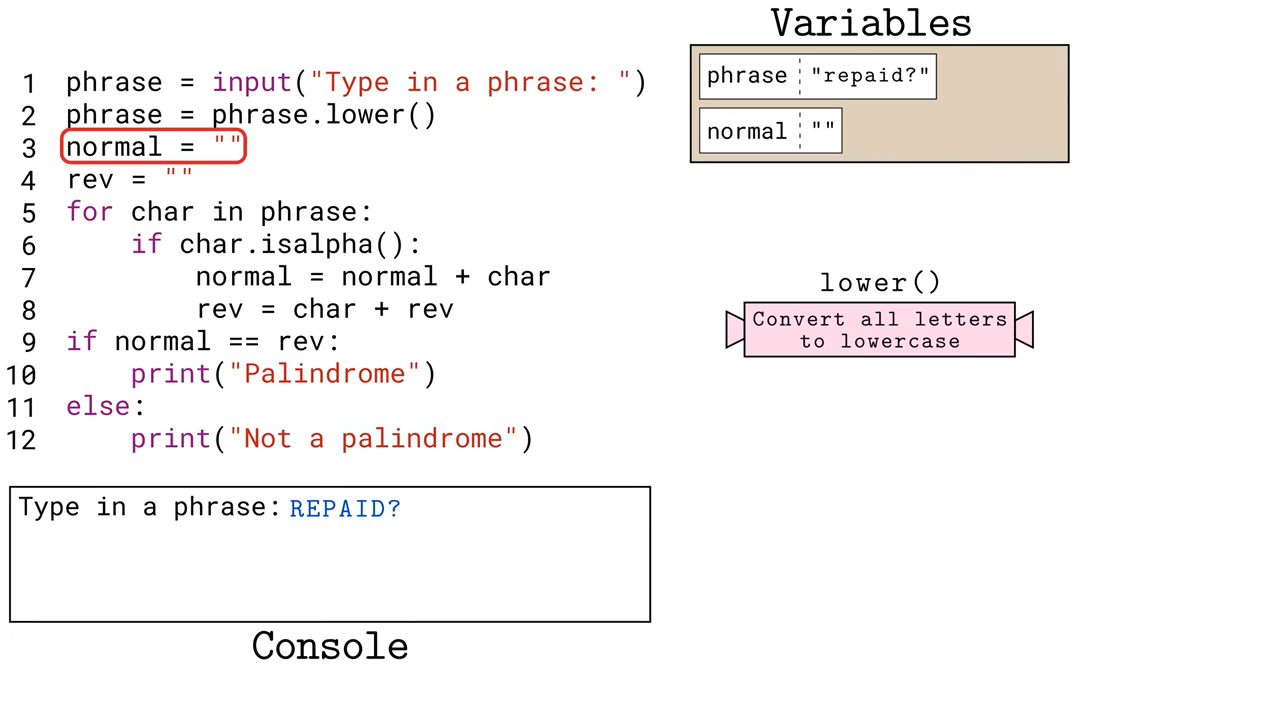 Variables
1 phrase = input("Type in a phrase: ")
2 phrase = phrase.lower()
3 normal = ""
4 rev = ""
5 for char in phrase:
6     if char.isalpha():
7         normal = normal + char
8         rev = char + rev
9 if normal == rev:
10     print("Palindrome")
11 else:
12     print("Not a palindrome")
phrase "repaid?"
normal ""
lower()
Convert all letters
to lowercase
Type in a phrase: REPAID?
Console